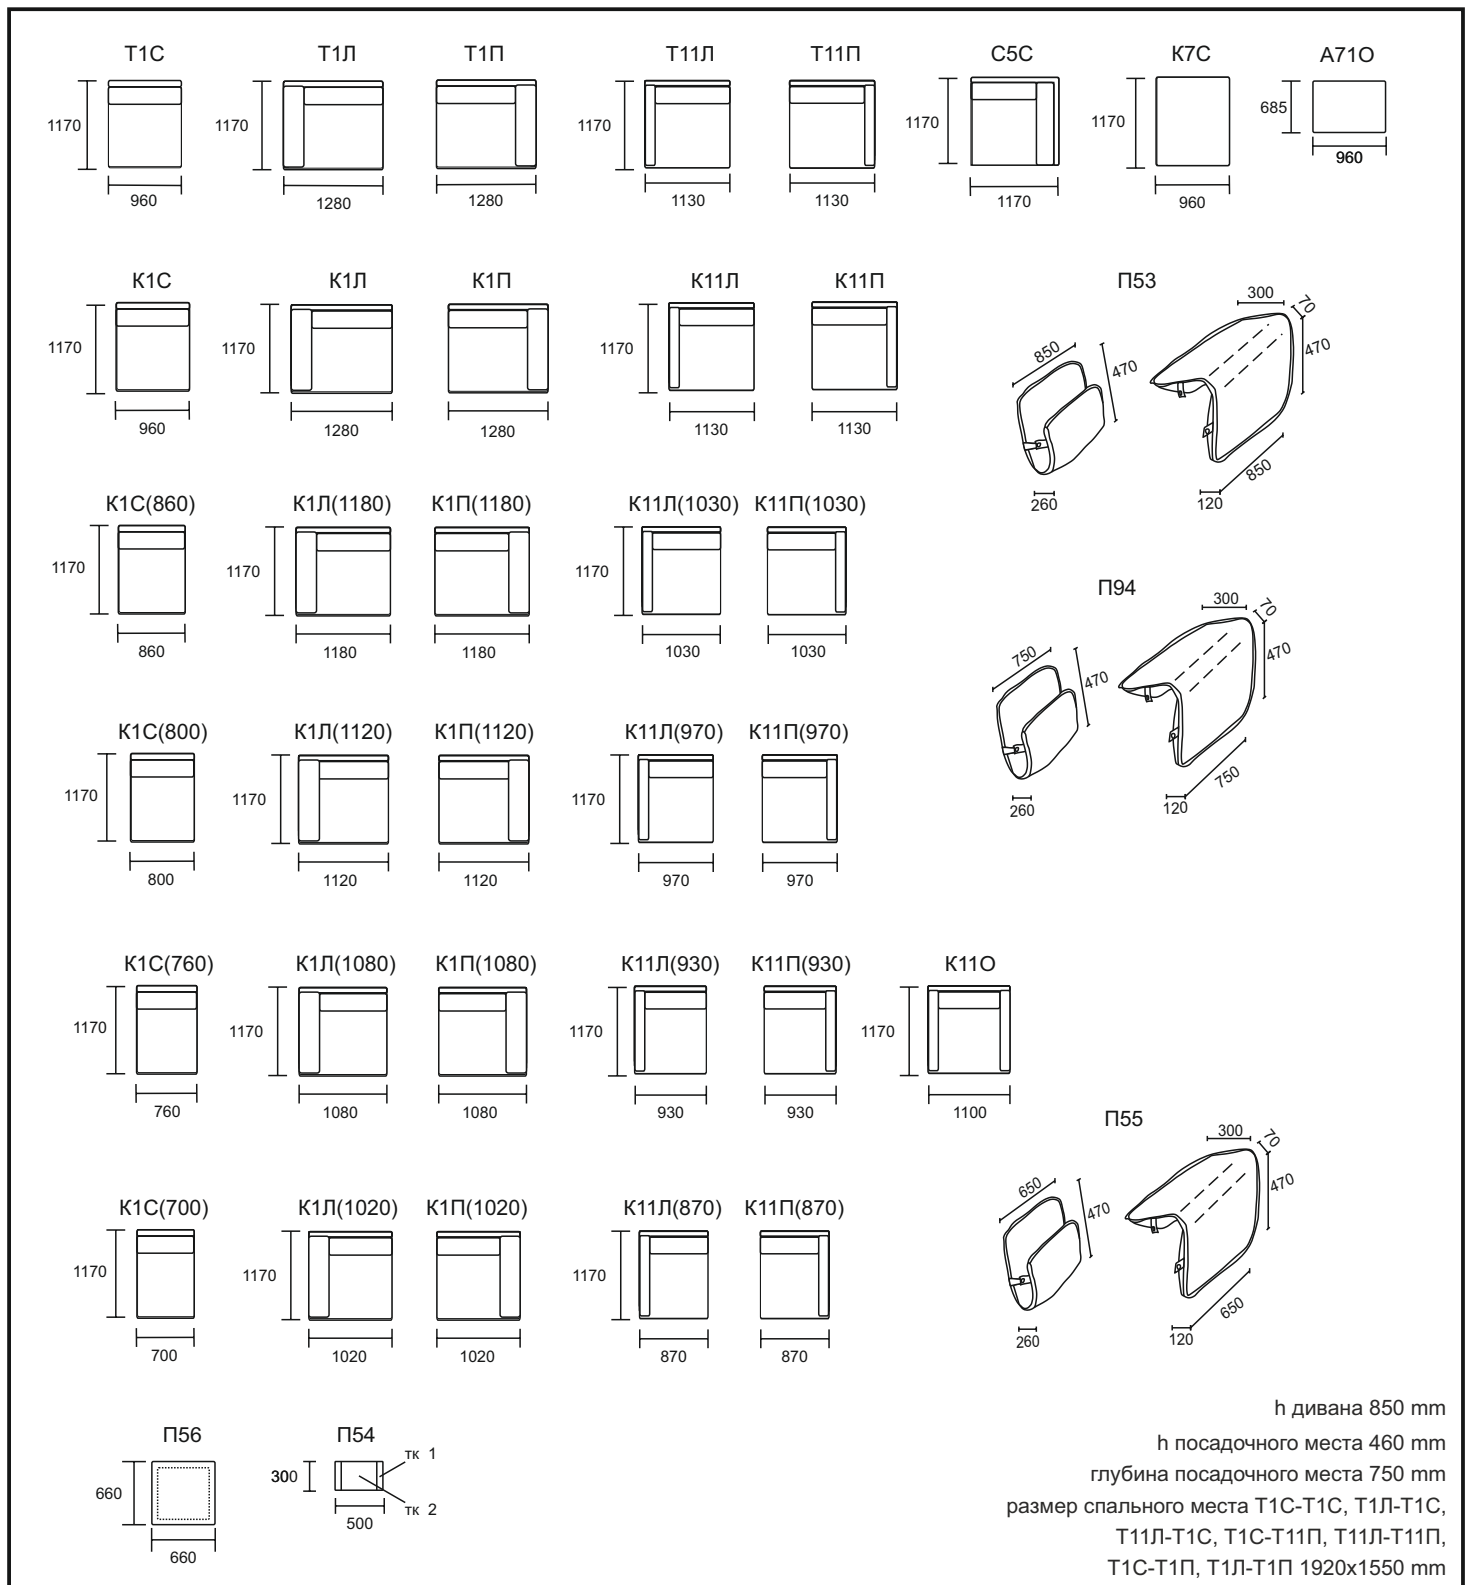 Т1С Т1Л Т1П Т11Л Т11П С5С К7С А71О
1170 1170 1170 1170 1170 685
960 1280 1280 1130 1130 1170 960 960
К1С К1Л К1П К11Л К11П П53
1170 1170 1170 850 470 300 70 470
960 1280 1280 1130 1130 260 120 850
К1С(860) К1Л(1180) К1П(1180) К11Л(1030) К11П(1030)
1170 1170 1170
860 1180 1180 1030 1030
П94
750 470 300 70 470
260 120 750
К1С(800) К1Л(1120) К1П(1120) К11Л(970) К11П(970)
1170 1170 1170
800 1120 1120 970 970
К1С(760) К1Л(1080) К1П(1080) К11Л(930) К11П(930) К11О
1170 1170 1170 1170
760 1080 1080 930 930 1100
П55
650 470 300 70 470
260 120 650
К1С(700) К1Л(1020) К1П(1020) К11Л(870) К11П(870)
1170 1170 1170
700 1020 1020 870 870
П56 П54
660 300 тк 1
тк 2
660 500
h дивана 850 mm
h посадочного места 460 mm
глубина посадочного места 750 mm
размер спального места Т1С-Т1С, Т1Л-Т1С,
Т11Л-Т1С, Т1С-Т11П, Т11Л-Т11П,
Т1С-Т1П, Т1Л-Т1П 1920х1550 mm